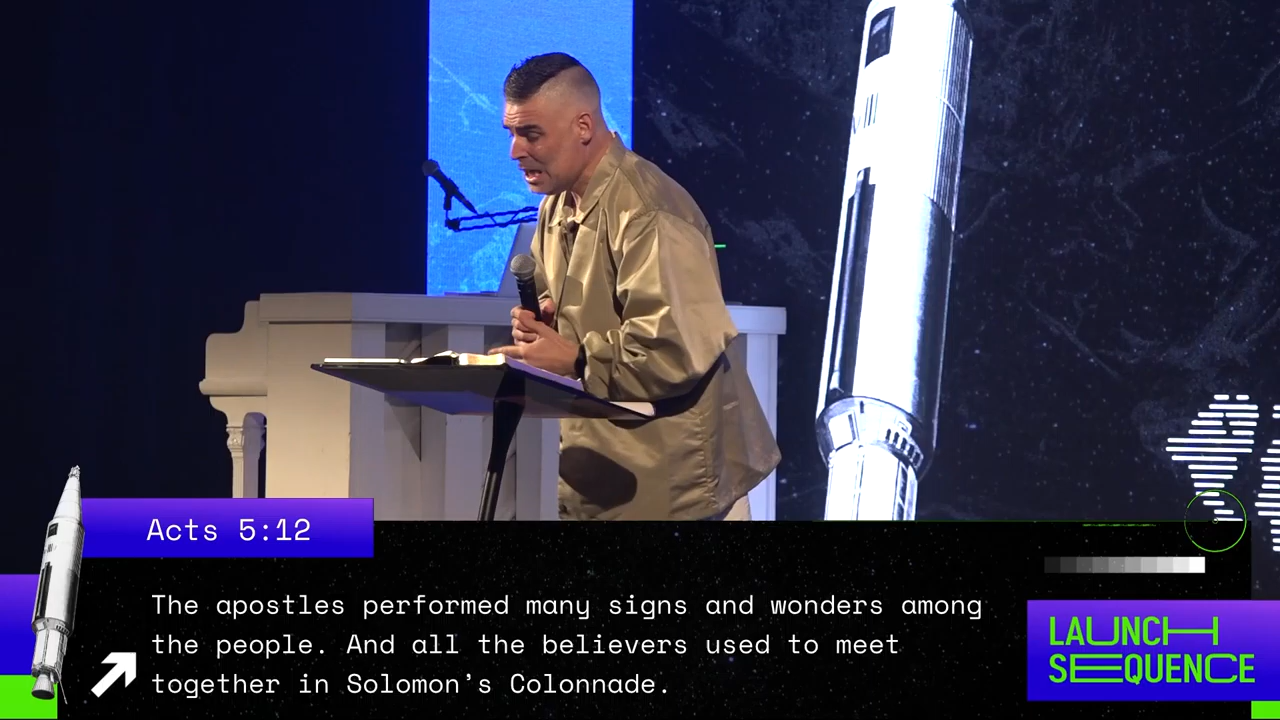 Acts 5:12
The apostles performed many signs and wonders among
the people. And all the believers used to meet
together in Solomon's Colonnade.
LAUNCH
SEQUENCE